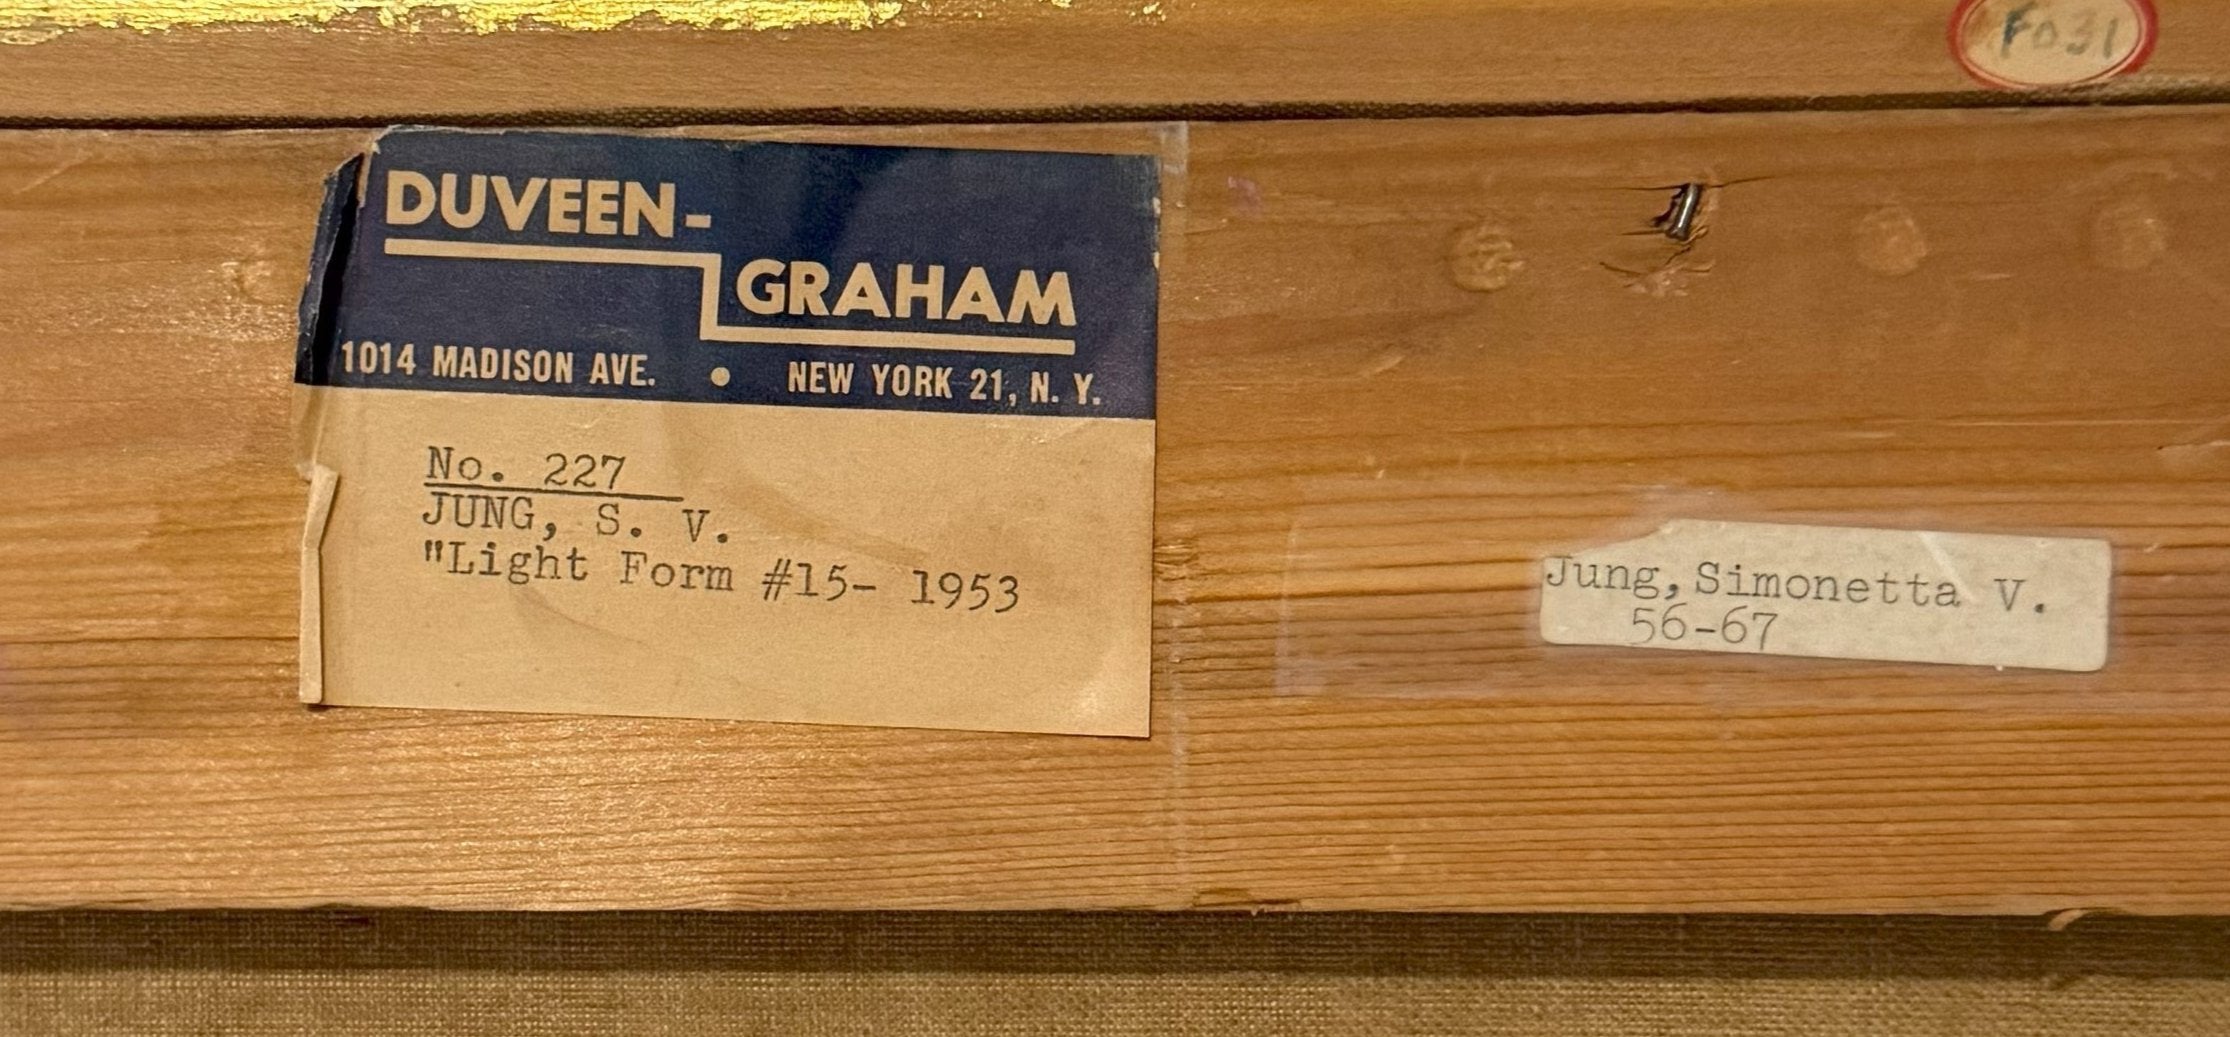 F031
DUVEEN-
GRAHAM
1014 MADISON AVE. • NEW YORK 21, N. Y.
No. 227
JUNG, S. V.
"Light Form #15- 1953
Jung, Simonetta V.
56-67